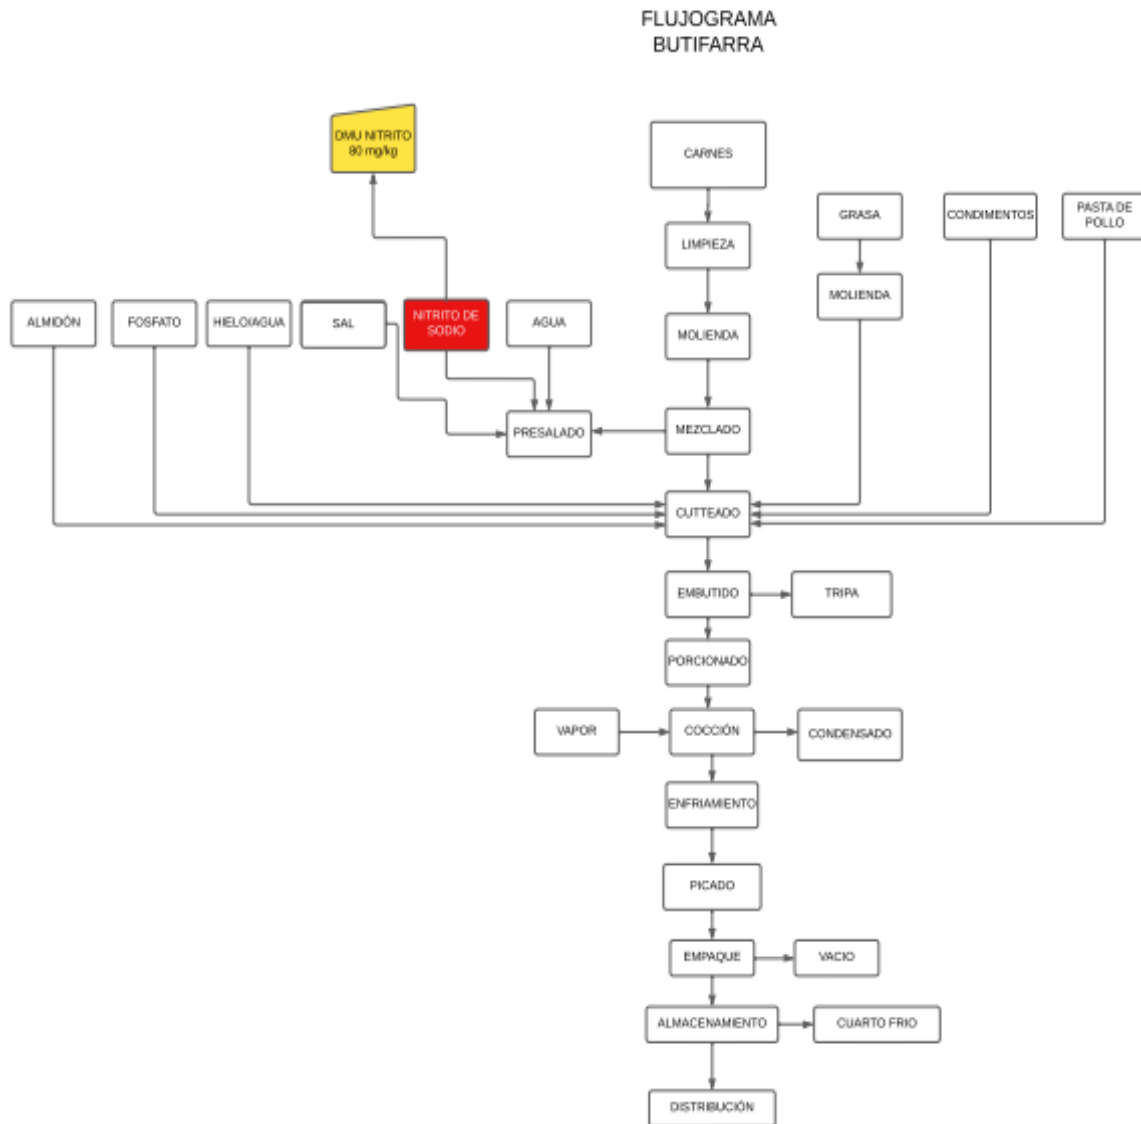 FLUJOGRAMA
BUTIFARRA
DMU NITRITO
80 mg/kg
CARNES
GRASA
CONDIMENTOS
PASTA DE
POLLO
LIMPIEZA
MOLIENDA
ALMIDÓN
FOSFATO
HIELO/AGUA
SAL
NITRITO DE
SODIO
AGUA
MOLIENDA
PRESALADO
MEZCLADO
CUTTEADO
EMBUTIDO
TRIPA
PORCIONADO
VAPOR
COCCIÓN
CONDENSADO
ENFRIAMIENTO
PICADO
EMPAQUE
VACIO
ALMACENAMIENTO
CUARTO FRIO
DISTRIBUCIÓN